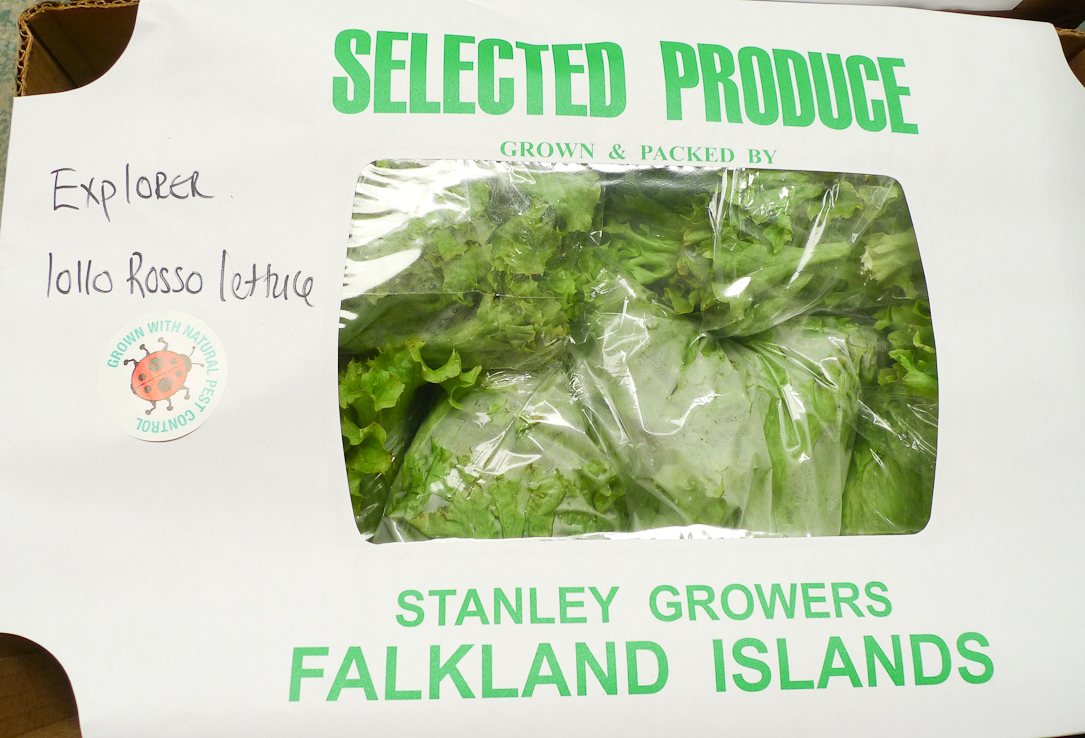 SELECTED PRODUCE
GROWN & PACKED BY
Explorer
lollo Rosso lettuce
GROWN WITH NATURAL PEST CONTROL
STANLEY GROWERS
FALKLAND ISLANDS